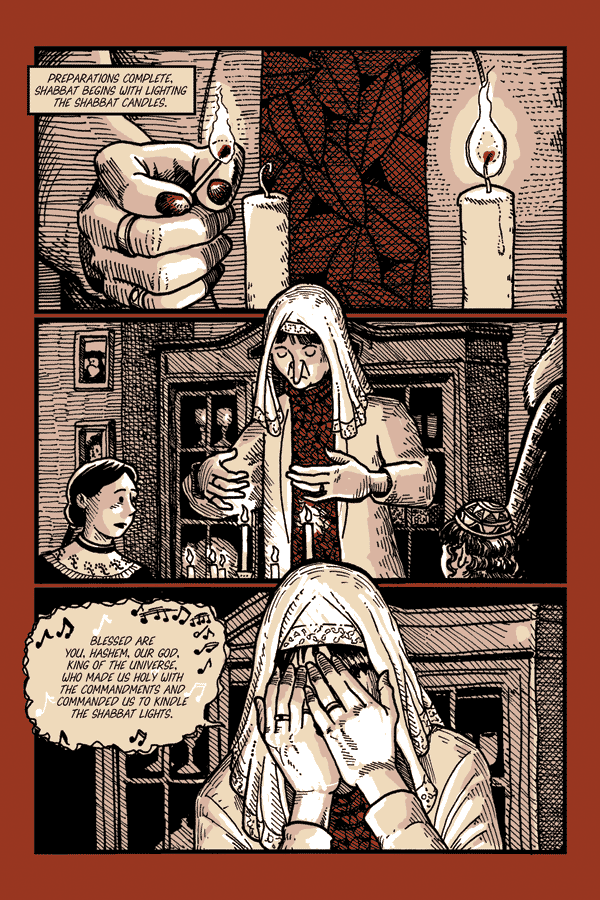 PREPARATIONS COMPLETE,
SHABBAT BEGINS WITH LIGHTING
THE SHABBAT CANDLES.
BLESSED ARE
YOU, HASHEM, OUR GOD,
KING OF THE UNIVERSE,
WHO MADE US HOLY WITH
THE COMMANDMENTS AND
COMMANDED US TO KINDLE
THE SHABBAT LIGHTS.